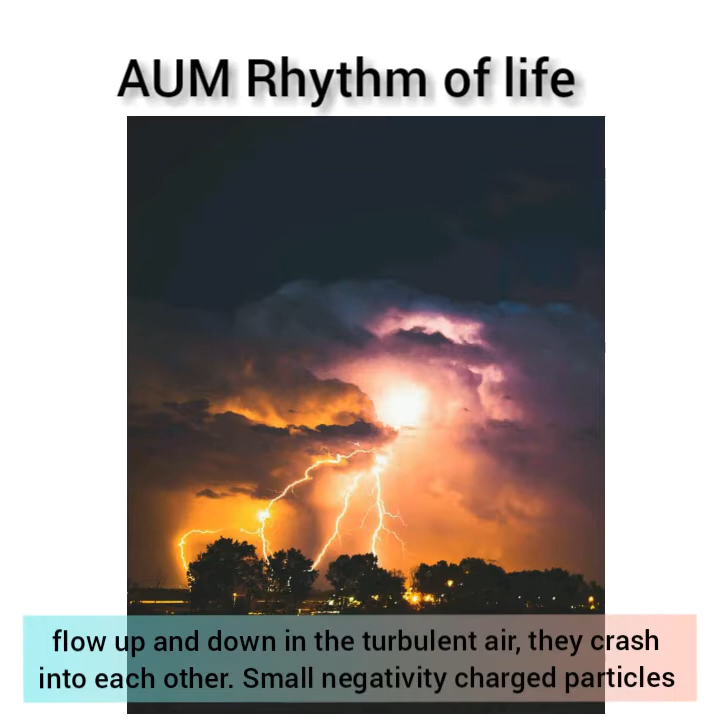 AUM Rhythm of life
flow up and down in the turbulent air, they crash
into each other. Small negativity charged particles